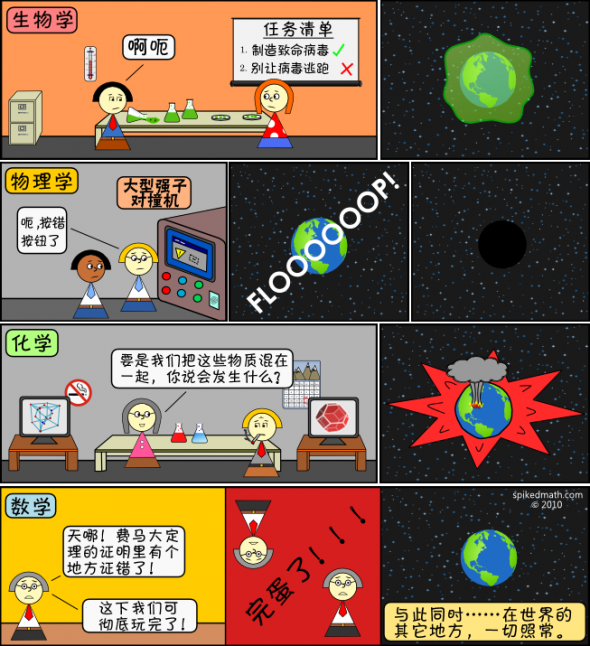 生物学
啊呃
任务清单
1. 制造致命病毒 ✓
2. 别让病毒逃跑 ✗
物理学
大型强子
对撞机
呃,按错
按钮了
FLOOOOOOOP!
化学
要是我们把这些物质混在
一起，你说会发生什么?
数学
天哪! 费马大定
理的证明里有个
地方证错了!
这下我们可
彻底玩完了!
完蛋了!!!
spikedmath.com
© 2010
与此同时……在世界的
其它地方，一切照常。